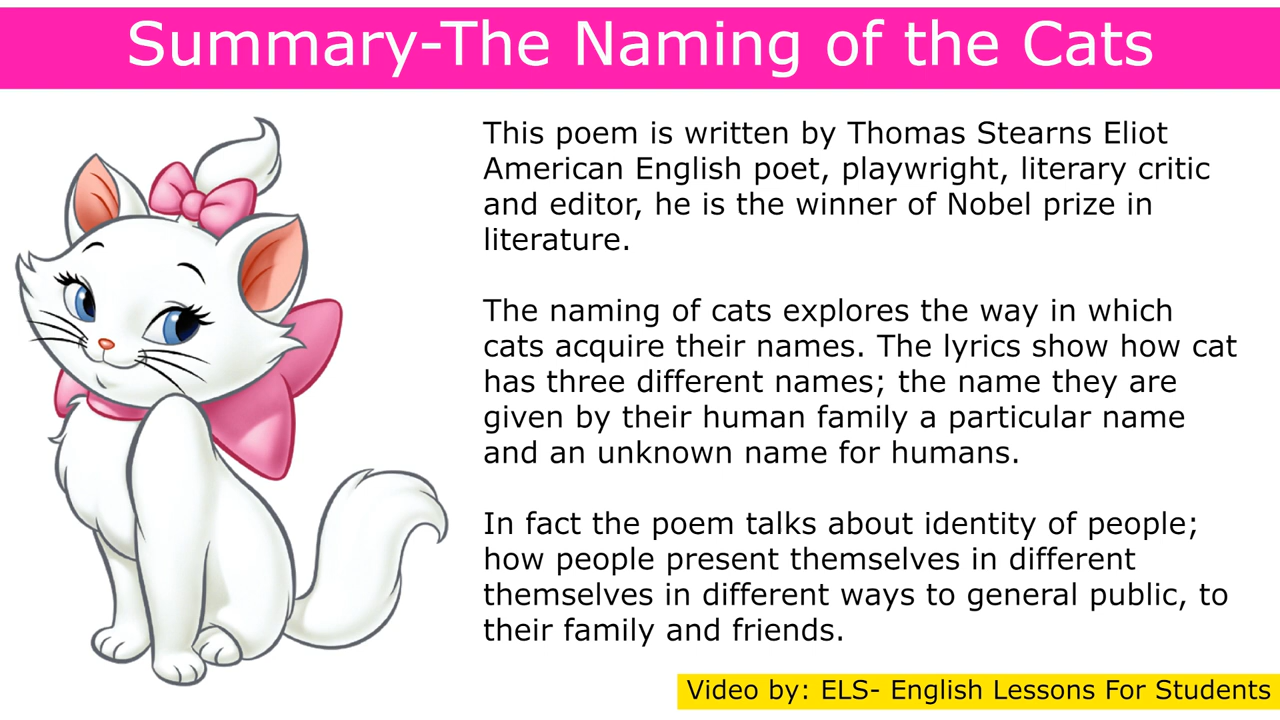 Summary-The Naming of the Cats
This poem is written by Thomas Stearns Eliot
American English poet, playwright, literary critic
and editor, he is the winner of Nobel prize in
literature.
The naming of cats explores the way in which
cats acquire their names. The lyrics show how cat
has three different names; the name they are
given by their human family a particular name
and an unknown name for humans.
In fact the poem talks about identity of people;
how people present themselves in different
themselves in different ways to general public, to
their family and friends.
Video by: ELS- English Lessons For Students